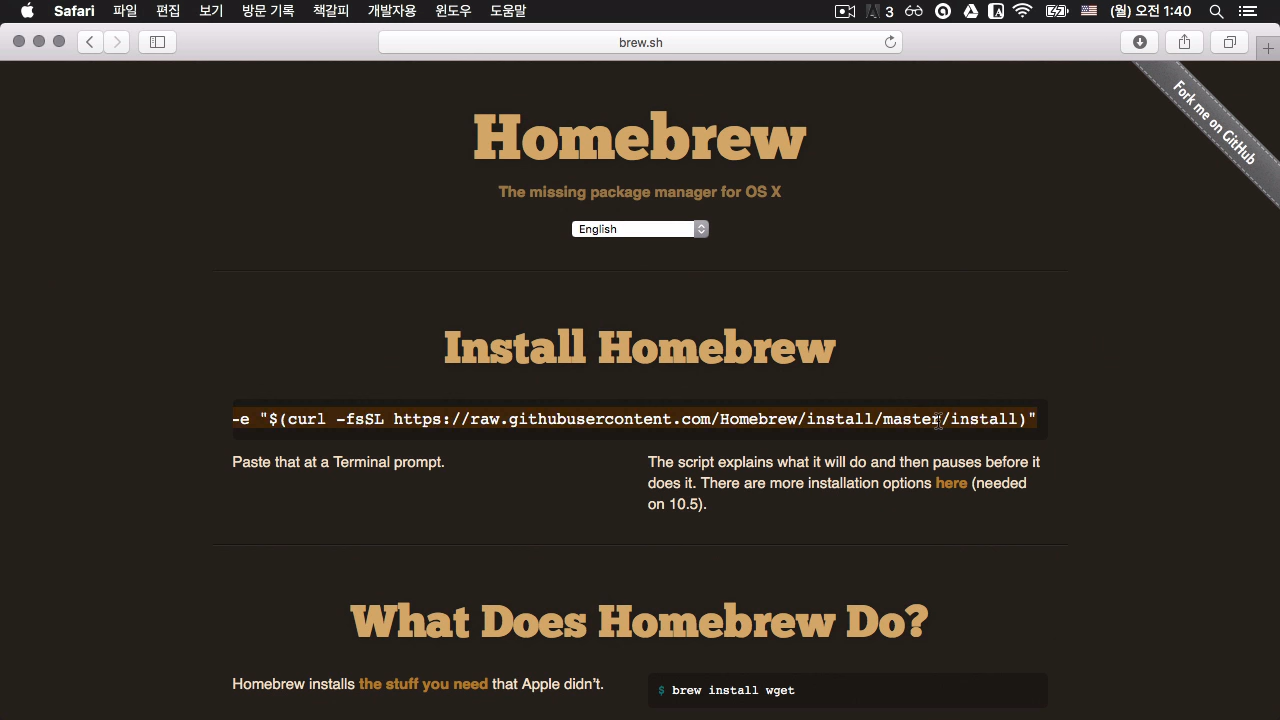 Safari 파일 편집 보기 방문 기록 책갈피 개발자용 윈도우 도움말 3 (월) 오전 1:40
brew.sh
Fork me on GitHub
Homebrew
The missing package manager for OS X
English
Install Homebrew
-e "$(curl -fsSL https://raw.githubusercontent.com/Homebrew/install/master/install)"
Paste that at a Terminal prompt.
The script explains what it will do and then pauses before it
does it. There are more installation options here (needed
on 10.5).
What Does Homebrew Do?
Homebrew installs the stuff you need that Apple didn’t.
$ brew install wget